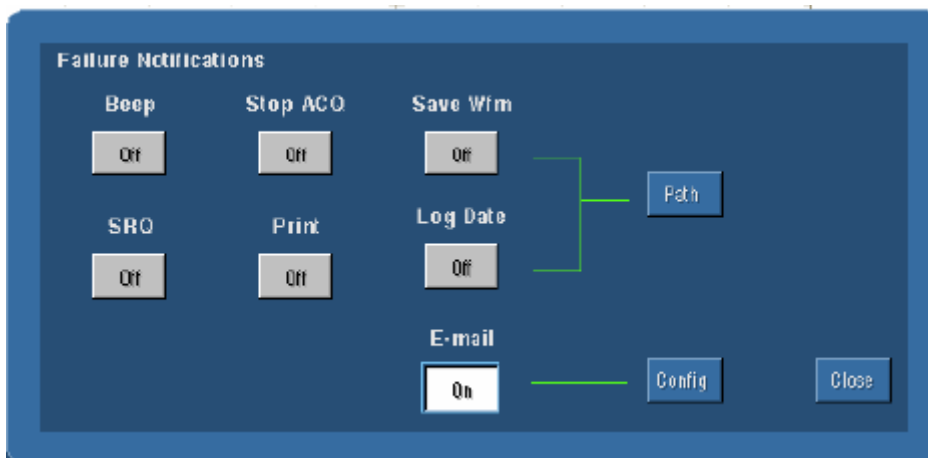 Failure Notifications
Beep Stop ACQ Save Wfm
Off Off Off
Path
SRQ Print Log Date
Off Off Off
E-mail
On Config Close